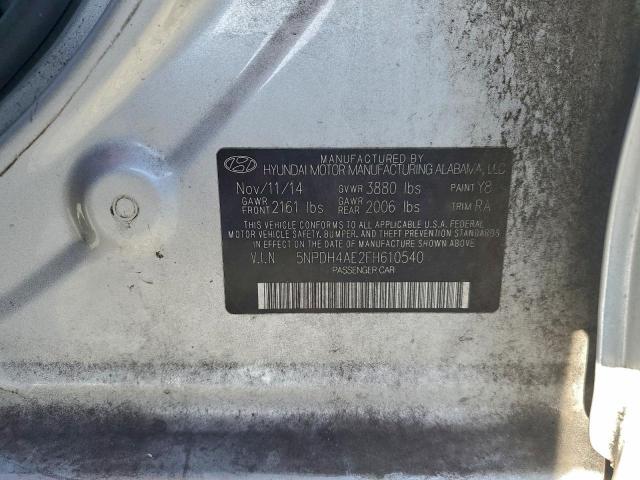 MANUFACTURED BY
HYUNDAI MOTOR MANUFACTURING ALABAMA, LLC
Nov/11/14 GVWR 3880 lbs PAINT Y8
GAWR FRONT 2161 lbs GAWR REAR 2006 lbs TRIM RA
THIS VEHICLE CONFORMS TO ALL APPLICABLE U.S.A. FEDERAL
MOTOR VEHICLE SAFETY, BUMPER, AND THEFT PREVENTION STANDARDS
IN EFFECT ON THE DATE OF MANUFACTURE SHOWN ABOVE.
V.I.N 5NPDH4AE2FH610540
PASSENGER CAR